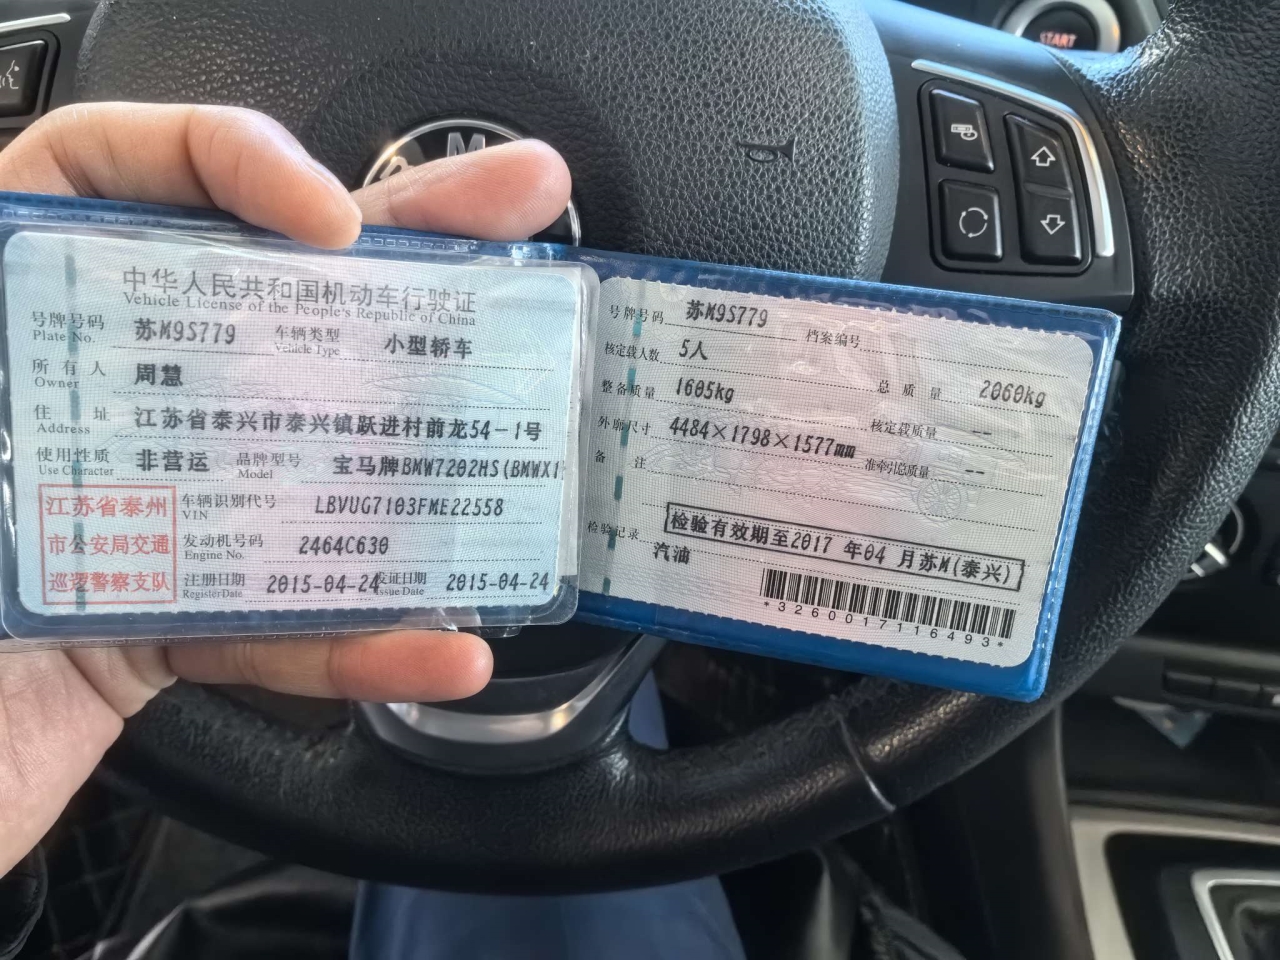 START
M
中华人民共和国机动车行驶证
Vehicle License of the People's Republic of China
号牌号码 苏M9S779 车辆类型 小型轿车
Plate No. Vehicle Type
所有人 周慧
Owner
住址 江苏省泰兴市泰兴镇跃进村前龙54-1号
Address
使用性质 非营运 品牌型号 宝马牌BMW7202HS(BMWX1
Use Character Model
江苏省泰州
市公安局交通
巡逻警察支队
车辆识别代号 LBVUG7103FME22558
VIN
发动机号码 2464C630
Engine No.
注册日期 2015-04-24 发证日期 2015-04-24
Register Date Issue Date
号牌号码 苏M9S779 档案编号
核定载人数 5人 总质量 2060kg
整备质量 1605kg 核定载质量 --
外廓尺寸 4484×1798×1577mm 准牵引总质量 --
备注
检验记录 检验有效期至2017 年04 月苏M(泰兴)
汽油
*3260017116493*